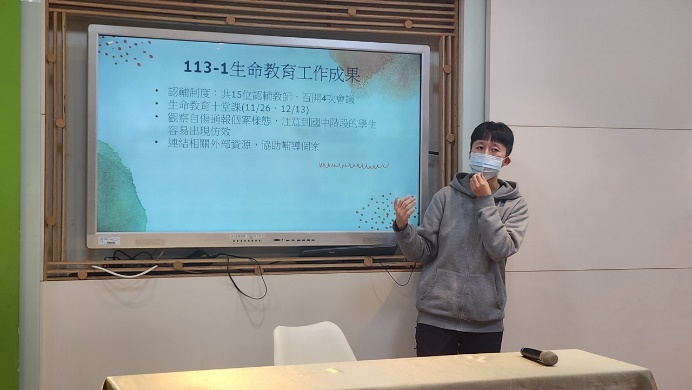 113-1生命教育工作成果
• 認輔制度：共15位認輔教師，召開4次會議
• 生命教育十堂課(11/26、12/13)
• 觀察自傷通報個案樣態，注意到國中階段的學生
容易出現仿效
• 連結相關外部資源，協助輔導個案